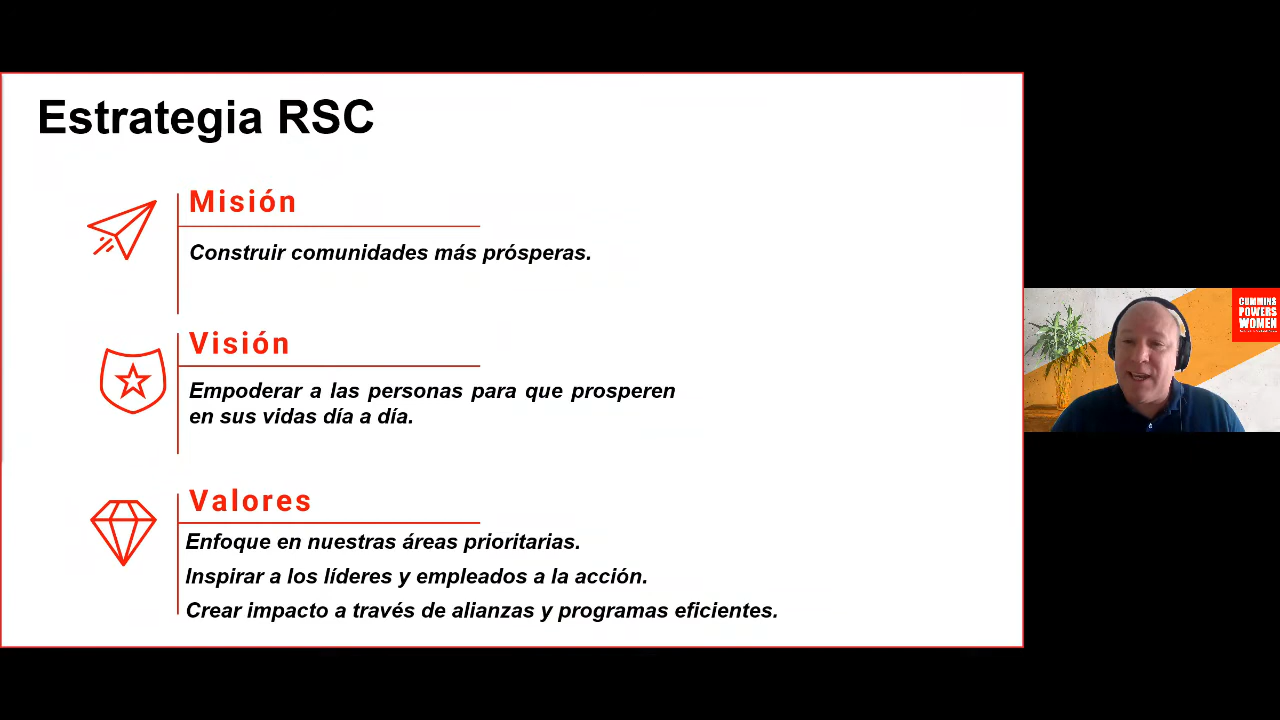 Estrategia RSC
Misión
Construir comunidades más prósperas.
Visión
Empoderar a las personas para que prosperen
en sus vidas día a día.
Valores
Enfoque en nuestras áreas prioritarias.
Inspirar a los líderes y empleados a la acción.
Crear impacto a través de alianzas y programas eficientes.
CUMMINS
POWERS
WOMEN